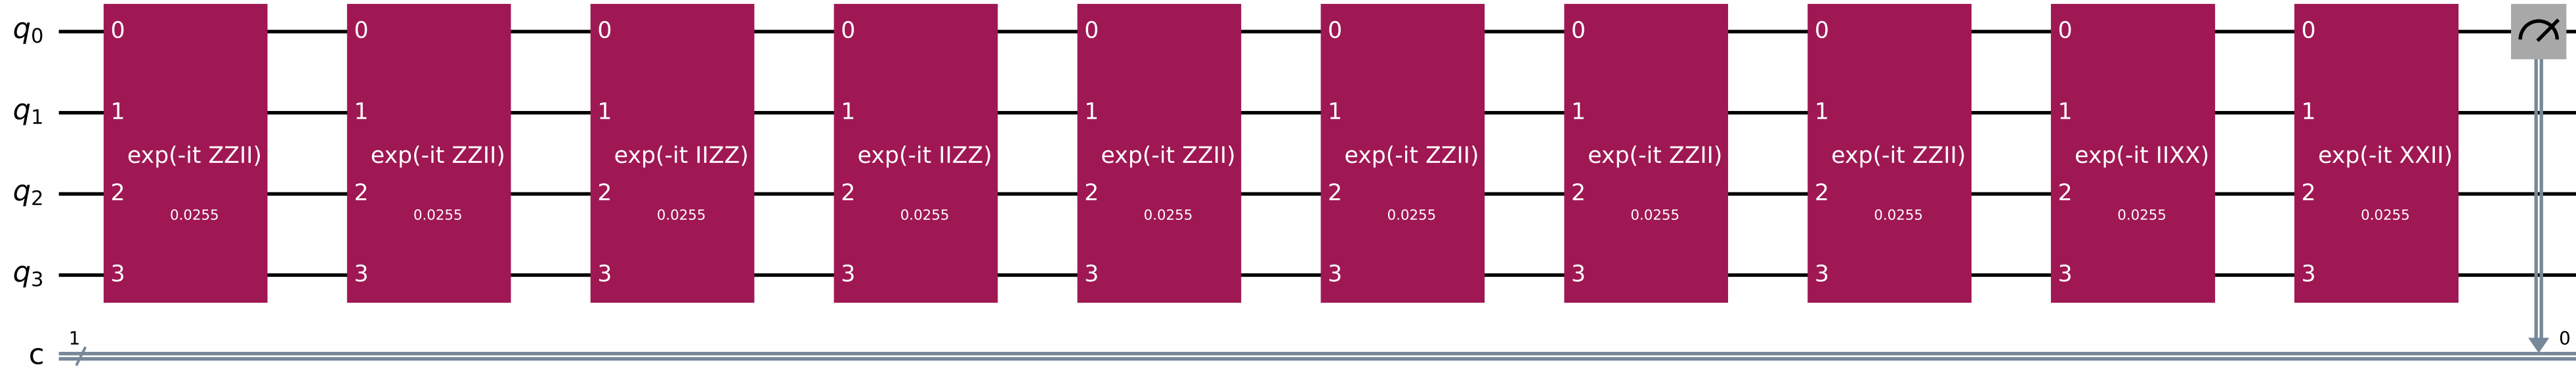 q0 0 0 0 0 0 0 0 0 0 0
q1 1 1 1 1 1 1 1 1 1 1
exp(-it ZZII) exp(-it ZZII) exp(-it IIZZ) exp(-it IIZZ) exp(-it ZZII) exp(-it ZZII) exp(-it ZZII) exp(-it ZZII) exp(-it IIXX) exp(-it XXII)
q2 2 2 2 2 2 2 2 2 2 2
0.0255 0.0255 0.0255 0.0255 0.0255 0.0255 0.0255 0.0255 0.0255 0.0255
q3 3 3 3 3 3 3 3 3 3 3
1 0
c